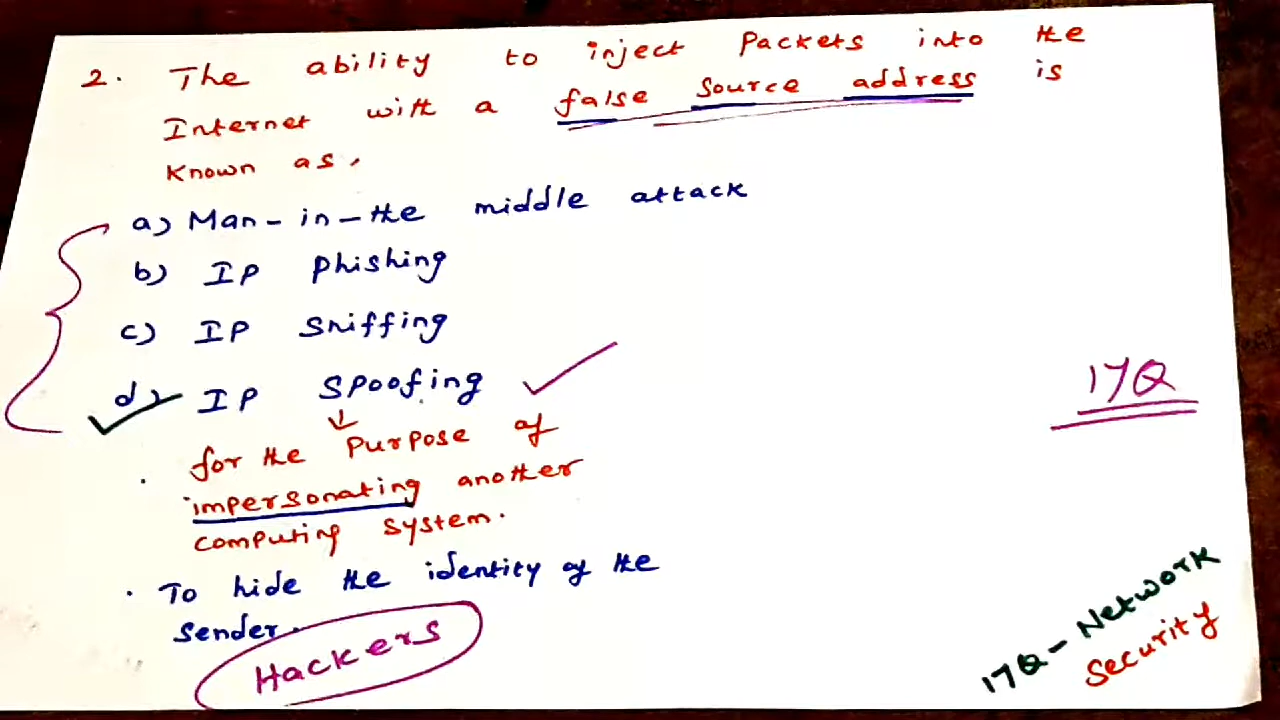 2. The ability to inject Packets into the
Internet with a false source address is
known as,
a) Man-in-the middle attack
b) IP phishing
c) IP Sniffing
d) IP Spoofing
for the purpose of
impersonating another
computing system.
To hide the identity of the
sender.
Hackers
17Q
17Q - Network
Security